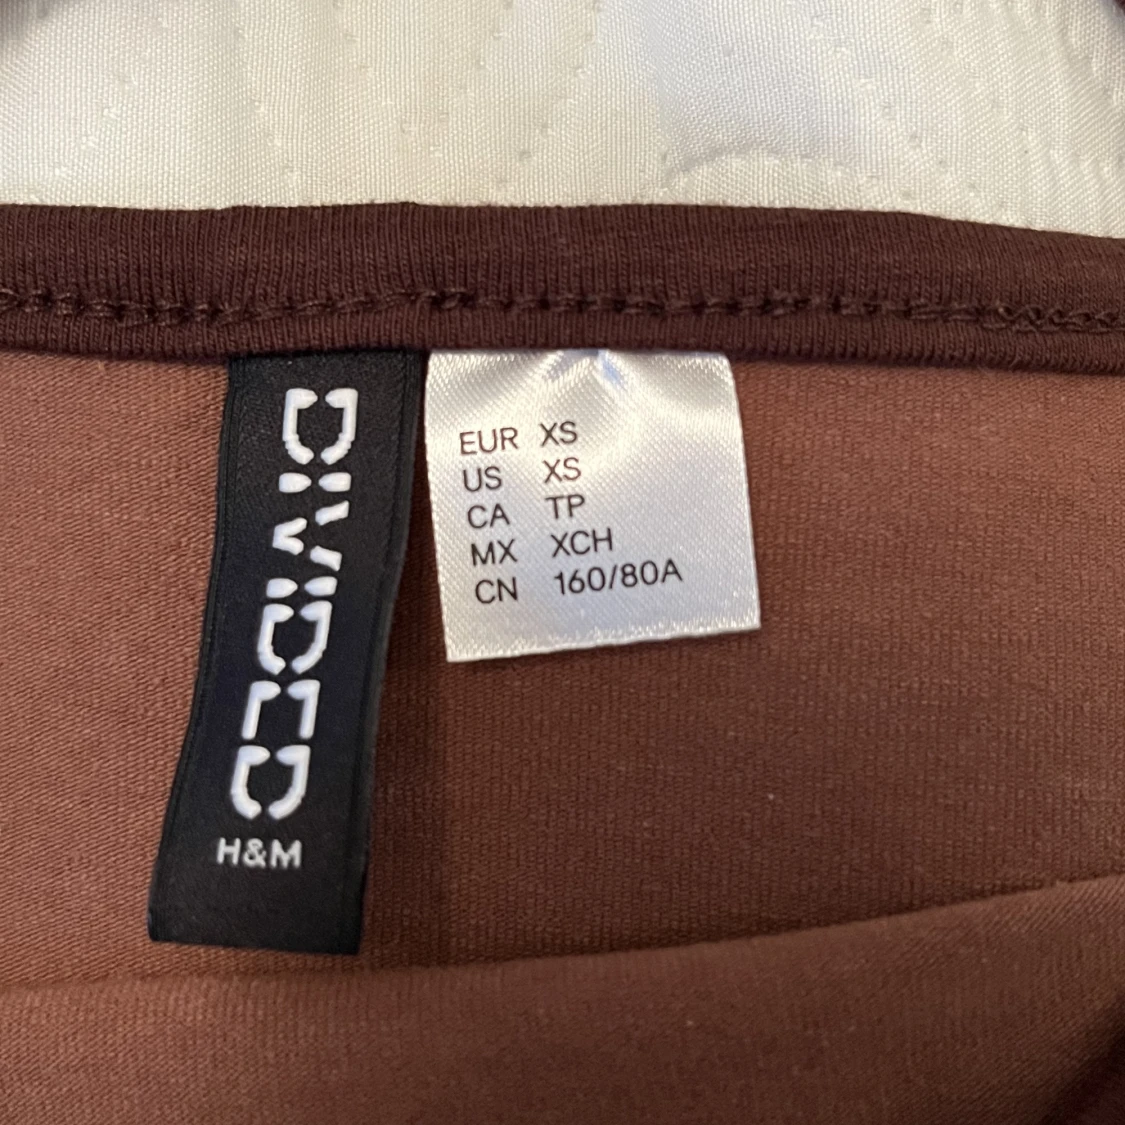 DIVIDED
H&M
EUR XS
US XS
CA TP
MX XCH
CN 160/80A